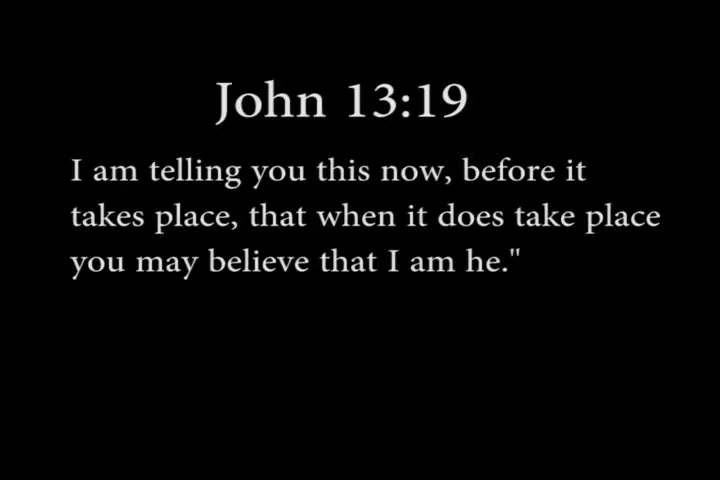 John 13:19
I am telling you this now, before it
takes place, that when it does take place
you may believe that I am he."